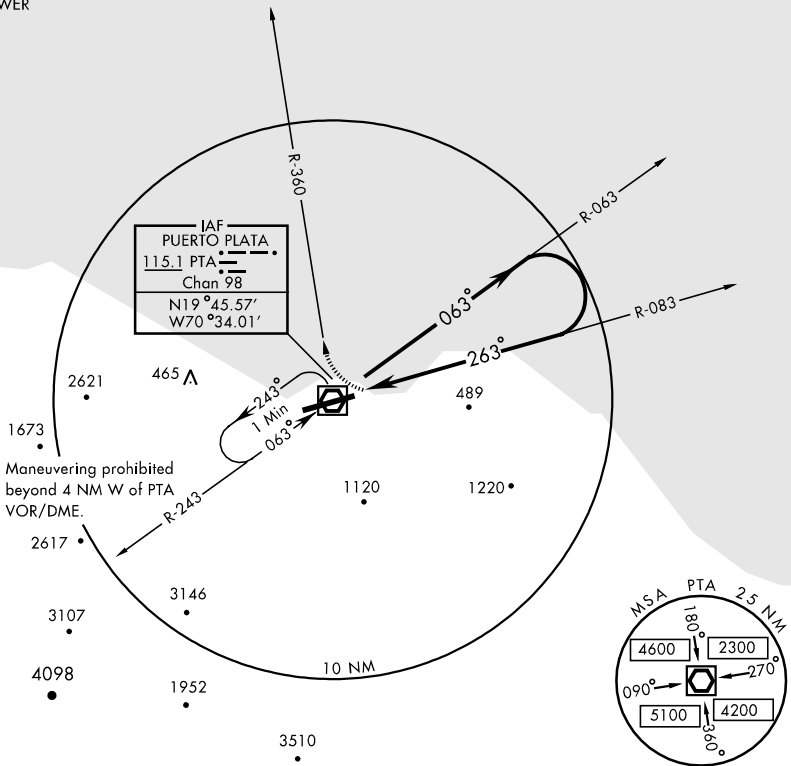 WER
R-360
R-063
IAF
PUERTO PLATA
115.1 PTA
Chan 98
N19°45.57'
W70°34.01'
063°
R-083
263°
465
2621
243°
1 Min
063°
489
1673
Maneuvering prohibited
beyond 4 NM W of PTA
VOR/DME.
R-243
1120
1220
2617
3146
3107
10 NM
4098
1952
3510
MSA PTA 25 NM
180°
4600
2300
270°
090°
5100
4200
360°